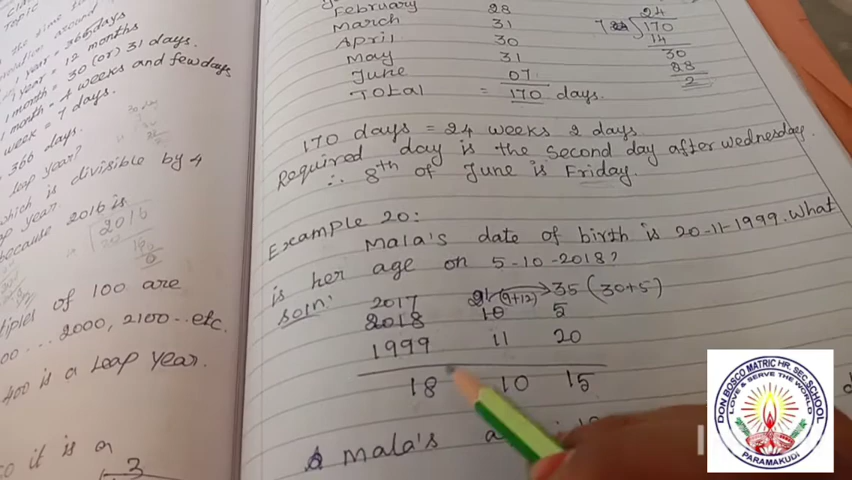 the time
1 year = 365 days
1 year = 12 months
1 month = 30 (or) 31 days.
1 month = 4 weeks and few days
week = 7 days.
366 days.
leap year?
which is divisible by 4
p year.
because 2016 is
2016
tiples of 100 are
2000, 2100... etc.
400 is a Leap Year.
so it is a
3
February 28
March 31
April 30
May 31
June 07
Total = 170 days.
24
170
14
30
28
2
170 days = 24 weeks 2 days.
Required day is the second day after wednesday.
∴ 8th of June is Friday.
Example 20:
Mala's date of birth is 20-11-1999. What
is her age on 5-10-2018?
soln:
2017 21 (9+12) 35 (30+5)
2018 10 5
1999 11 20
18 10 15
Mala's
DON BOSCO MATRIC HR. SEC SCHOOL
LOVE & SERVE THE WORLD
PARAMAKUDI